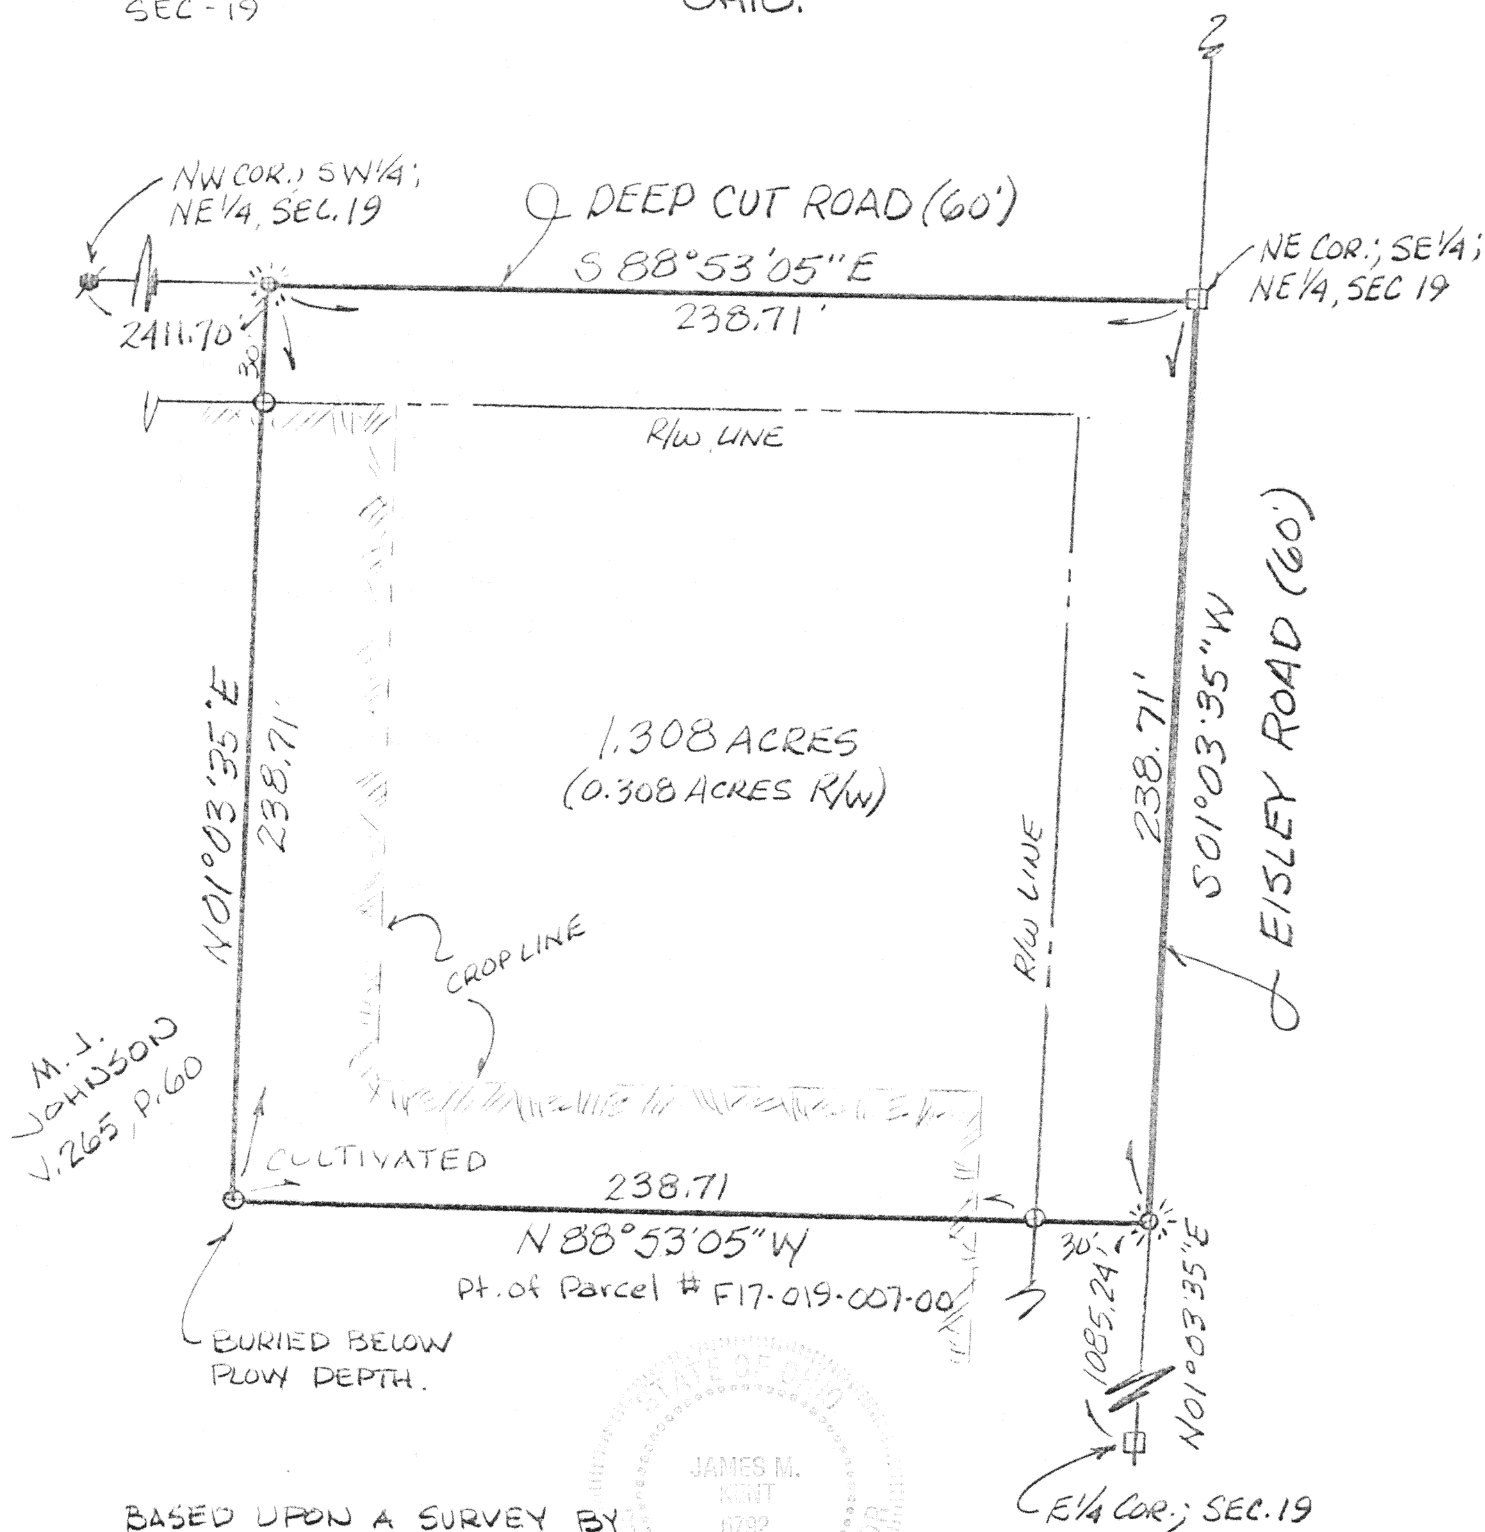 SEC-19
OHIO.
NW COR.; SW1/4;
NE1/4, SEC. 19
DEEP CUT ROAD (60')
S 88°53'05"E
238.71'
NE COR.; SE1/4;
NE1/4, SEC 19
2411.70'
30'
R/W LINE
N01°03'35"E
238.71'
1.308 ACRES
(0.308 ACRES R/W)
R/W LINE
238.71'
S01°03'35"W
EISLEY ROAD (60')
CROP LINE
M. J.
JOHNSON
V.265, P.60
CULTIVATED
238.71
N 88°53'05"W
30'
Pt. of Parcel # F17-019-007-00
1085.24'
N01°03'35"E
BURIED BELOW
PLOW DEPTH.
STATE OF OHIO
JAMES M.
KENT
6792
E1/4 COR.; SEC. 19
BASED UPON A SURVEY BY